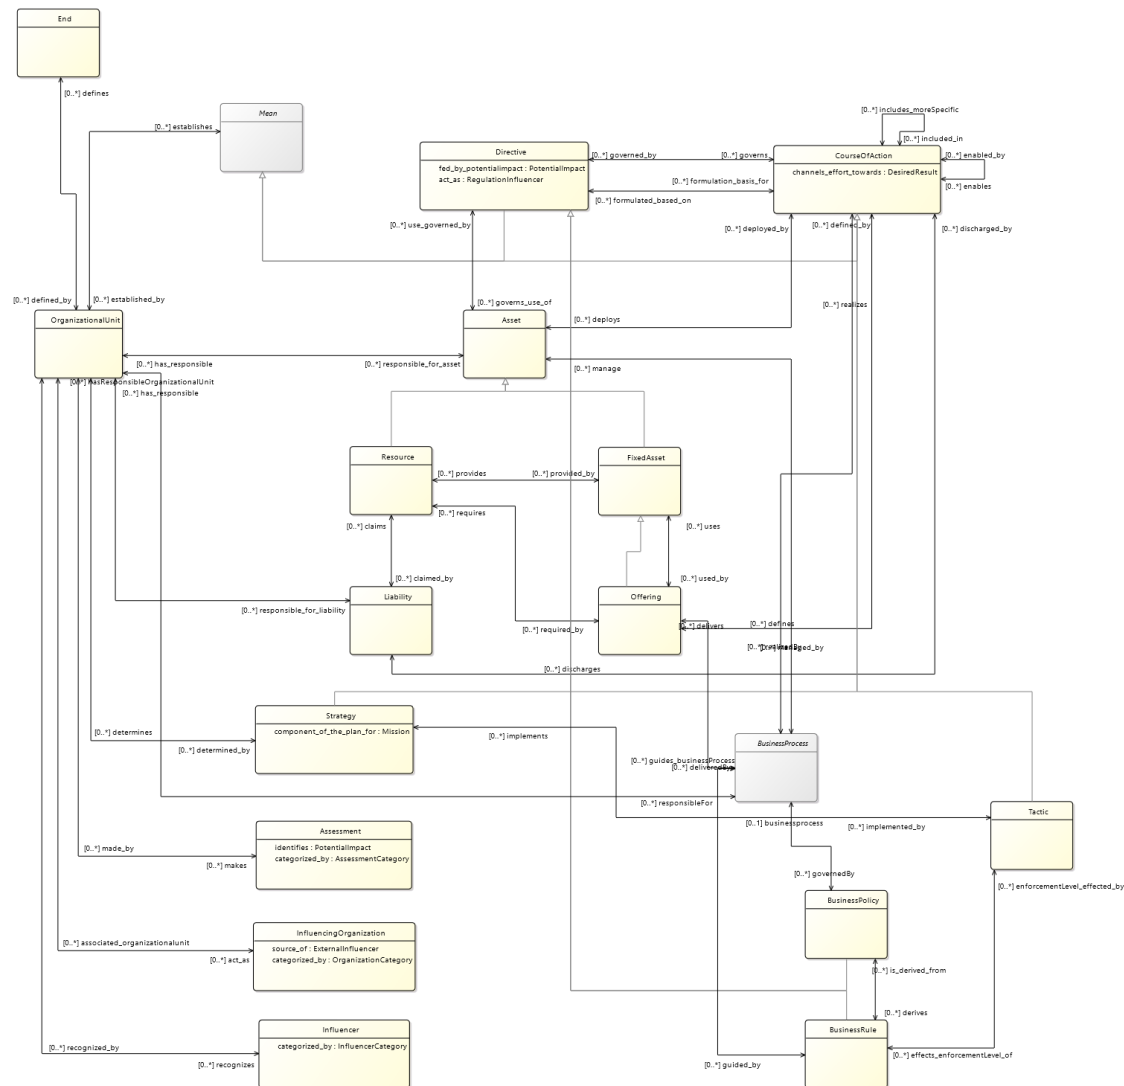 End
[0..*] defines
[0..*] establishes
Mean
[0..*] includes_moreSpecific
[0..*] included_in
Directive
fed_by_potentialimpact : PotentialImpact
act_as : RegulationInfluencer
[0..*] governed_by
[0..*] governs
CourseOfAction
channels_effort_towards : DesiredResult
[0..*] enabled_by
[0..*] enables
[0..*] formulation_basis_for
[0..*] formulated_based_on
[0..*] use_governed_by
[0..*] deployed_by
[0..*] defined_by
[0..*] discharged_by
[0..*] defined_by
[0..*] established_by
[0..*] governs_use_of
[0..*] realizes
OrganizationalUnit
Asset
[0..*] deploys
[0..*] has_responsible
[0..*] responsible_for_asset
[0..*] manage
[0..*] hasResponsibleOrganizationalUnit
[0..*] has_responsible
Resource
FixedAsset
[0..*] provides
[0..*] provided_by
[0..*] requires
[0..*] claims
[0..*] uses
[0..*] claimed_by
[0..*] used_by
Liability
Offering
[0..*] responsible_for_liability
[0..*] required_by
[0..*] delivers
[0..*] defines
[0..*] discharges
Strategy
component_of_the_plan_for : Mission
[0..*] determines
[0..*] determined_by
[0..*] implements
BusinessProcess
[0..*] guides_businessProcess
[0..*] deliveredBy
[0..*] responsibleFor
Tactic
[0..1] businessprocess
[0..*] implemented_by
Assessment
identifies : PotentialImpact
categorized_by : AssessmentCategory
[0..*] made_by
[0..*] makes
[0..*] governedBy
[0..*] enforcementLevel_effected_by
BusinessPolicy
InfluencingOrganization
source_of : ExternalInfluencer
categorized_by : OrganizationCategory
[0..*] associated_organizationalunit
[0..*] act_as
[0..*] is_derived_from
[0..*] derives
Influencer
categorized_by : InfluencerCategory
[0..*] recognized_by
[0..*] recognizes
BusinessRule
[0..*] guided_by
[0..*] effects_enforcementLevel_of